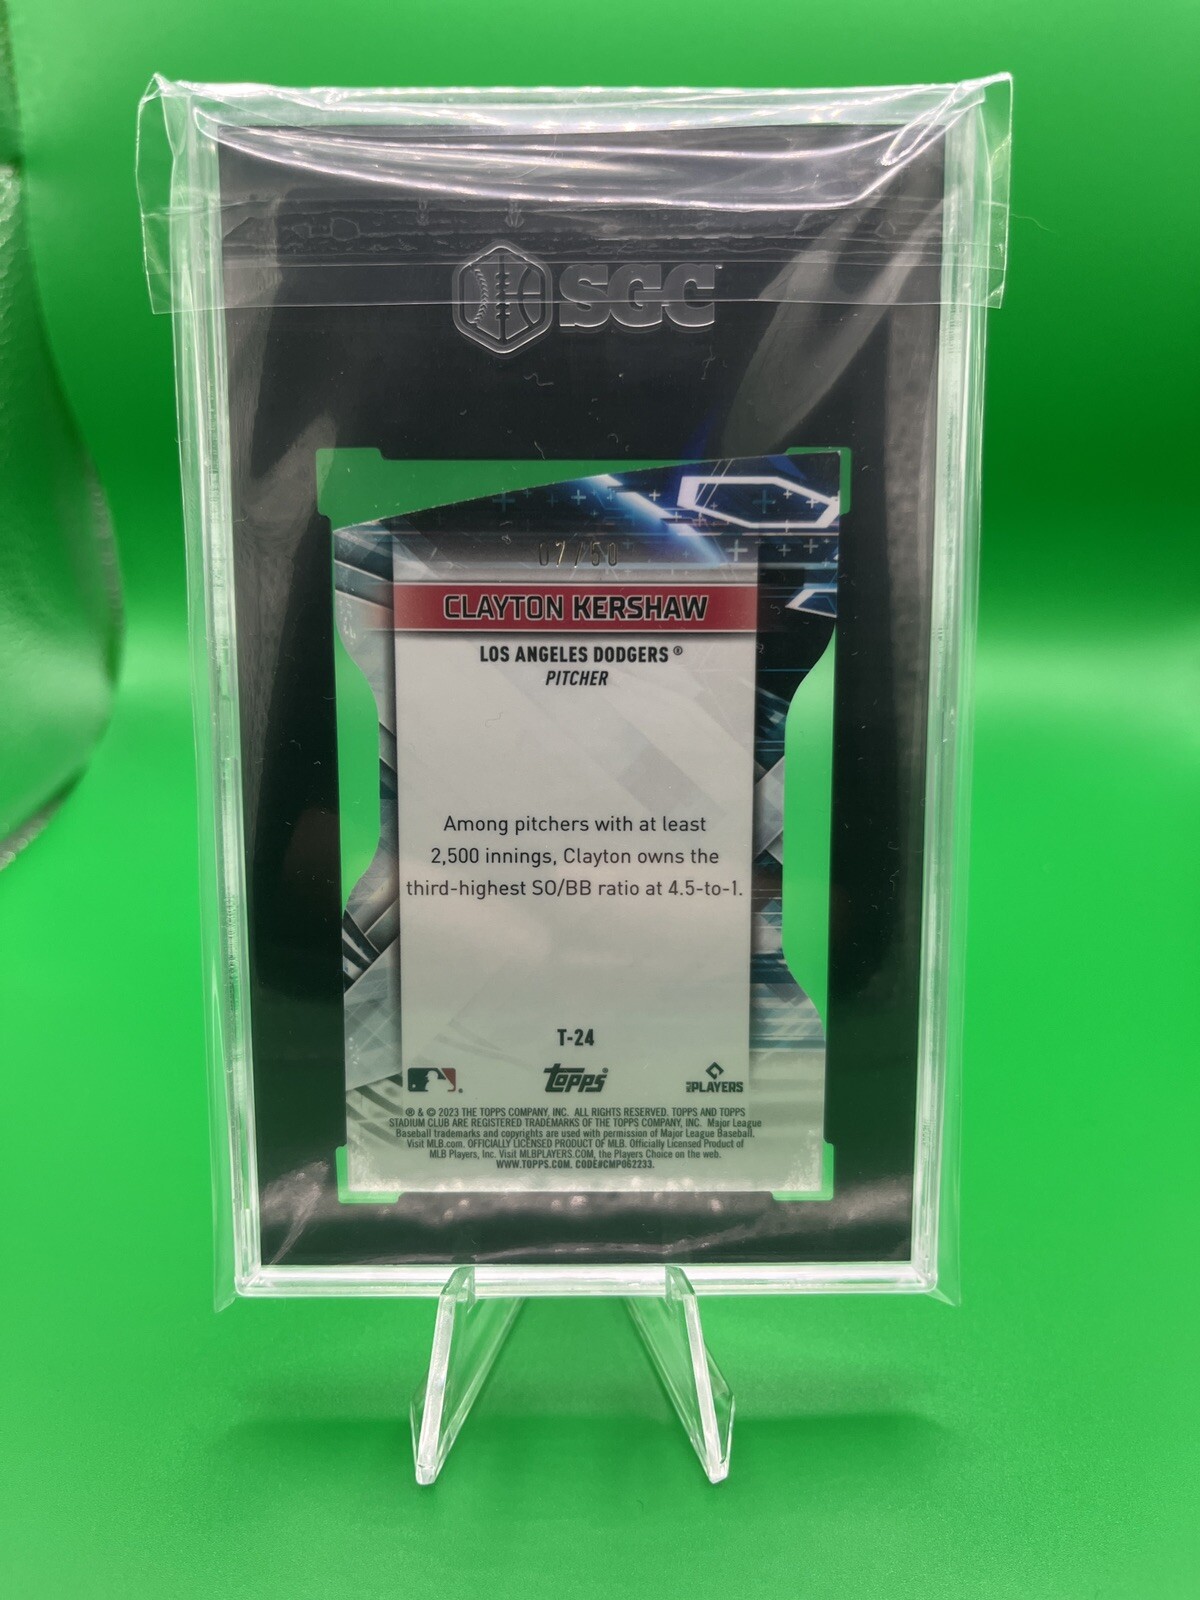 SGC
07/50
CLAYTON KERSHAW
LOS ANGELES DODGERS®
PITCHER
Among pitchers with at least
2,500 innings, Clayton owns the
third-highest SO/BB ratio at 4.5-to-1.
T-24
Topps
PLAYERS
® & © 2023 THE TOPPS COMPANY, INC. ALL RIGHTS RESERVED. TOPPS AND TOPPS
STADIUM CLUB ARE REGISTERED TRADEMARKS OF THE TOPPS COMPANY, INC. Major League
Baseball trademarks and copyrights are used with permission of Major League Baseball.
Visit MLB.com. OFFICIALLY LICENSED PRODUCT OF MLB. Officially Licensed Product of
MLB Players, Inc. Visit MLBPLAYERS.COM, the Players Choice on the web.
WWW.TOPPS.COM. CODE#CMP062233.